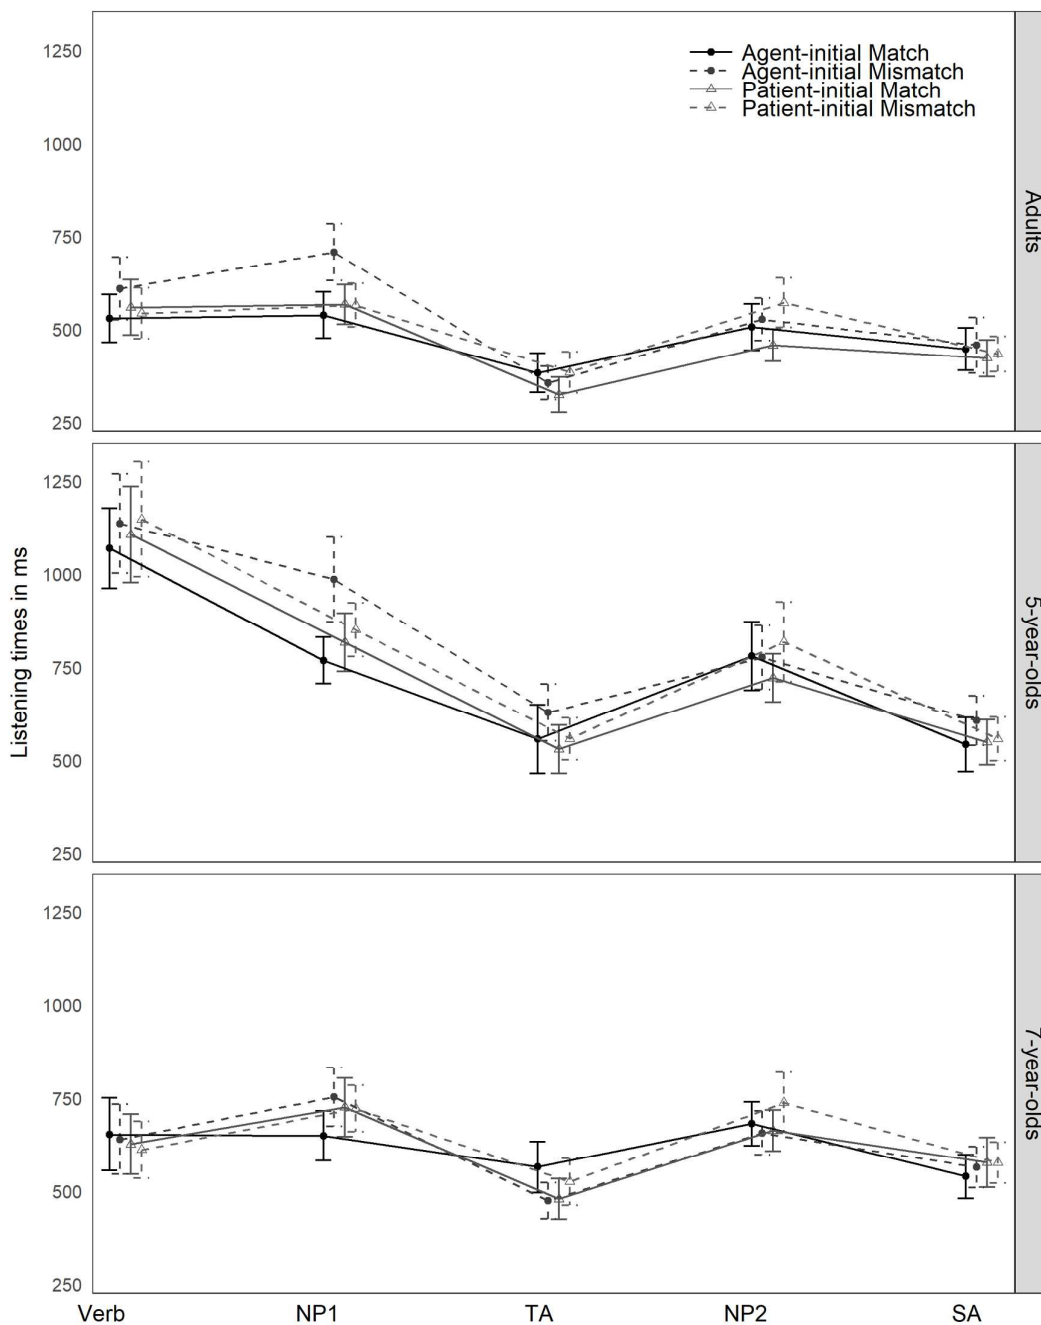 1250
1000
750
500
250
Agent-initial Match
Agent-initial Mismatch
Patient-initial Match
Patient-initial Mismatch
Adults
1250
1000
750
500
250
5-year-olds
Listening times in ms
1250
1000
750
500
250
7-year-olds
Verb NP1 TA NP2 SA